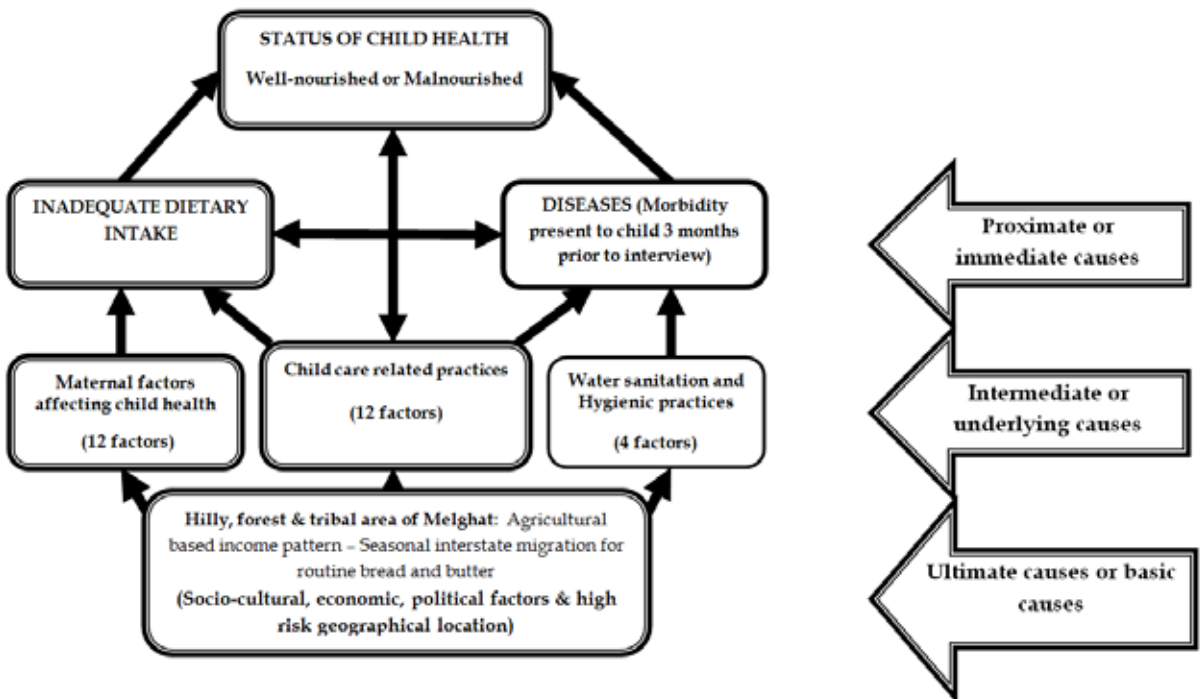 STATUS OF CHILD HEALTH
Well-nourished or Malnourished
INADEQUATE DIETARY
INTAKE
DISEASES (Morbidity
present to child 3 months
prior to interview)
Proximate or
immediate causes
Maternal factors
affecting child health
(12 factors)
Child care related practices
(12 factors)
Water sanitation and
Hygienic practices
(4 factors)
Intermediate or
underlying causes
Hilly, forest & tribal area of Melghat: Agricultural
based income pattern – Seasonal interstate migration for
routine bread and butter
(Socio-cultural, economic, political factors & high
risk geographical location)
Ultimate causes or basic
causes